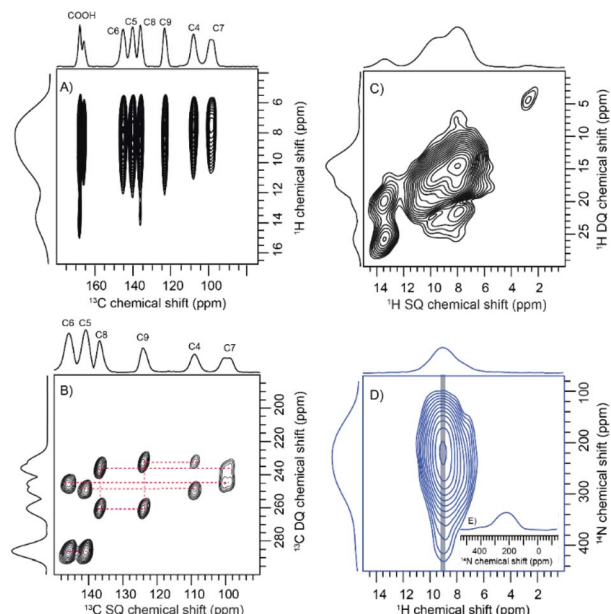 COOH
C6 C5 C8 C9 C4 C7
A)
6
8
10
12
14
16
¹H chemical shift (ppm)
160 140 120 100
¹³C chemical shift (ppm)
C)
5
10
15
20
25
¹H DQ chemical shift (ppm)
14 12 10 8 6 4 2
¹H SQ chemical shift (ppm)
C6 C5 C8 C9 C4 C7
B)
200
220
240
260
280
¹³C DQ chemical shift (ppm)
140 130 120 110 100
¹³C SQ chemical shift (ppm)
D)
100
200
300
400
¹⁴N chemical shift (ppm)
E)
400 200 0
¹⁴N chemical shift (ppm)
14 12 10 8 6 4 2
¹H chemical shift (ppm)